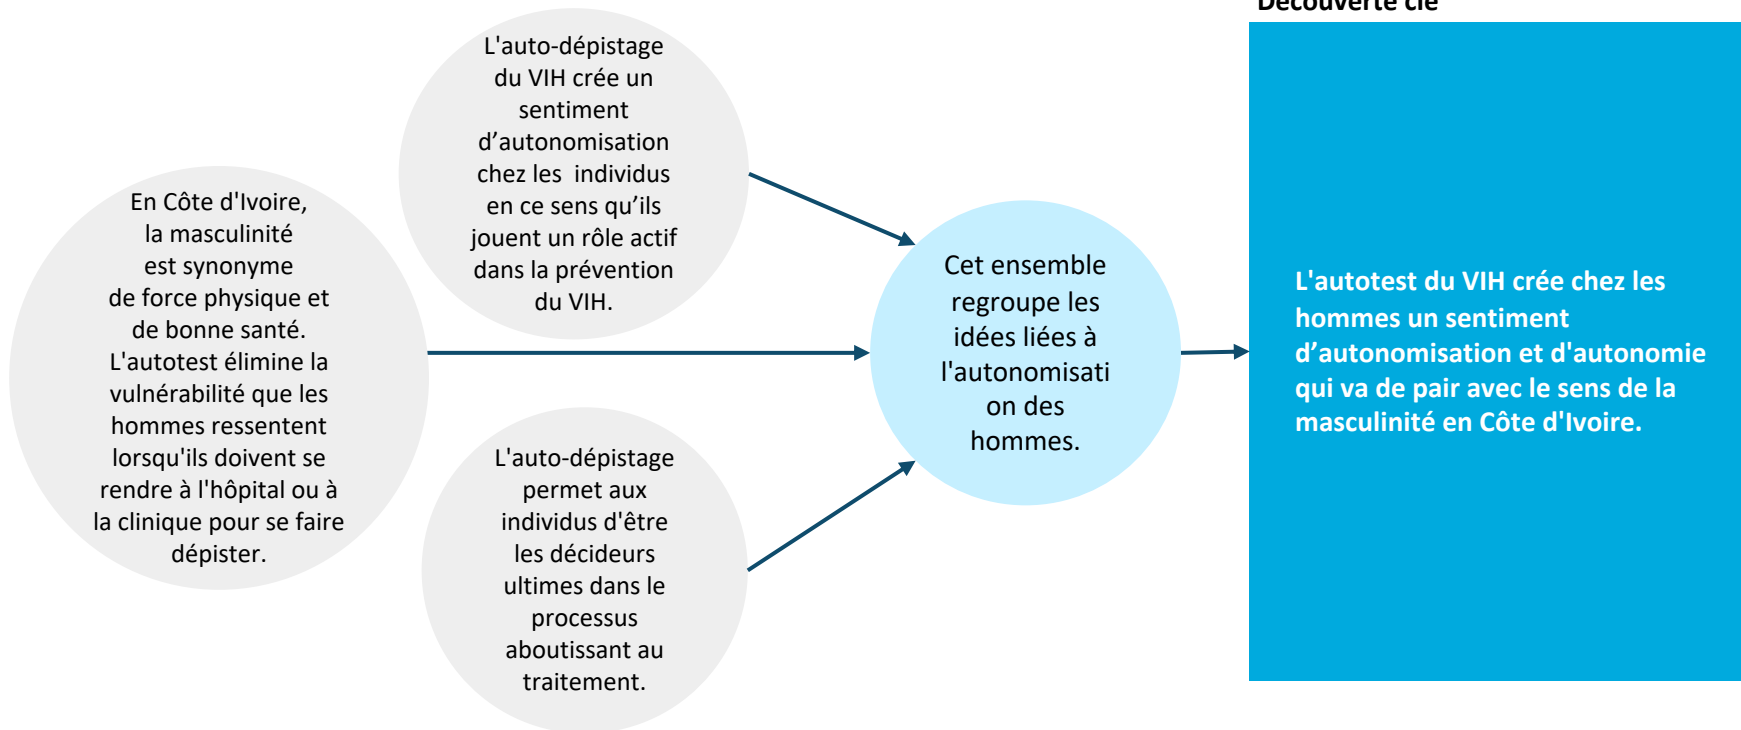 Découverte clé
L'auto-dépistage
du VIH crée un
sentiment
d’autonomisation
chez les individus
en ce sens qu’ils
jouent un rôle actif
dans la prévention
du VIH.
En Côte d'Ivoire,
la masculinité
est synonyme
de force physique et
de bonne santé.
L'autotest élimine la
vulnérabilité que les
hommes ressentent
lorsqu'ils doivent se
rendre à l'hôpital ou à
la clinique pour se faire
dépister.
L'auto-dépistage
permet aux
individus d'être
les décideurs
ultimes dans le
processus
aboutissant au
traitement.
Cet ensemble
regroupe les
idées liées à
l'autonomisati
on des
hommes.
L'autotest du VIH crée chez les
hommes un sentiment
d’autonomisation et d'autonomie
qui va de pair avec le sens de la
masculinité en Côte d'Ivoire.